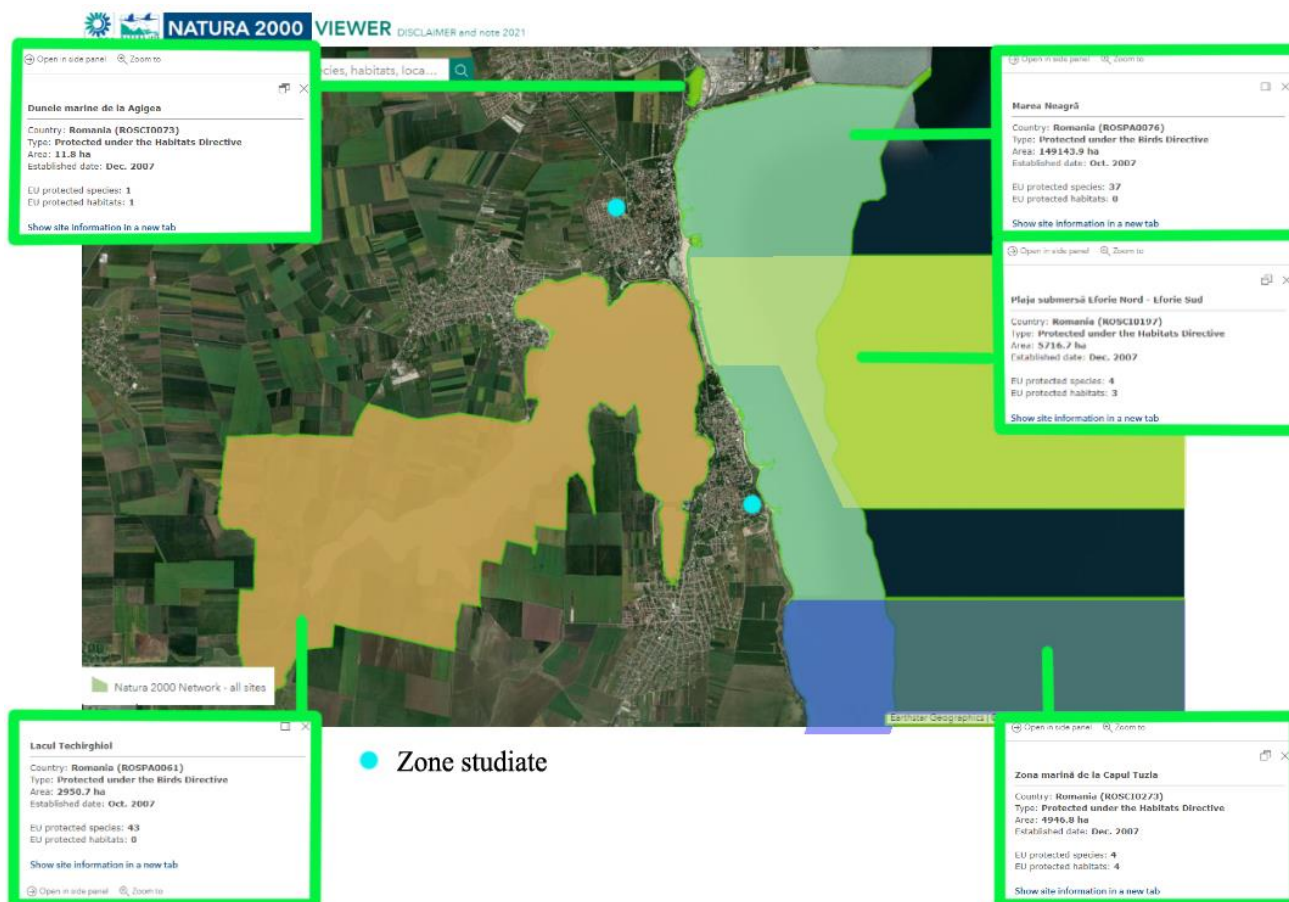 NATURA 2000 VIEWER DISCLAIMER and note 2021
Open in side panel Zoom to
Dunele marine de la Agigea
Country: Romania (ROSCI0073)
Type: Protected under the Habitats Directive
Area: 11.8 ha
Established date: Dec. 2007
EU protected species: 1
EU protected habitats: 1
Show site information in a new tab
cies, habitats, loca...
Open in side panel Zoom to
Marea Neagră
Country: Romania (ROSPA0076)
Type: Protected under the Birds Directive
Area: 149143.9 ha
Established date: Oct. 2007
EU protected species: 37
EU protected habitats: 0
Show site information in a new tab
Open in side panel Zoom to
Plaja submersă Eforie Nord - Eforie Sud
Country: Romania (ROSCI0197)
Type: Protected under the Habitats Directive
Area: 5716.7 ha
Established date: Dec. 2007
EU protected species: 4
EU protected habitats: 3
Show site information in a new tab
Natura 2000 Network - all sites
Earthstar Geographics |
Lacul Techirghiol
Country: Romania (ROSPA0061)
Type: Protected under the Birds Directive
Area: 2950.7 ha
Established date: Oct. 2007
EU protected species: 43
EU protected habitats: 0
Show site information in a new tab
Open in side panel Zoom to
Zone studiate
Open in side panel Zoom to
Zona marină de la Capul Tuzla
Country: Romania (ROSCI0273)
Type: Protected under the Habitats Directive
Area: 4946.8 ha
Established date: Dec. 2007
EU protected species: 4
EU protected habitats: 4
Show site information in a new tab